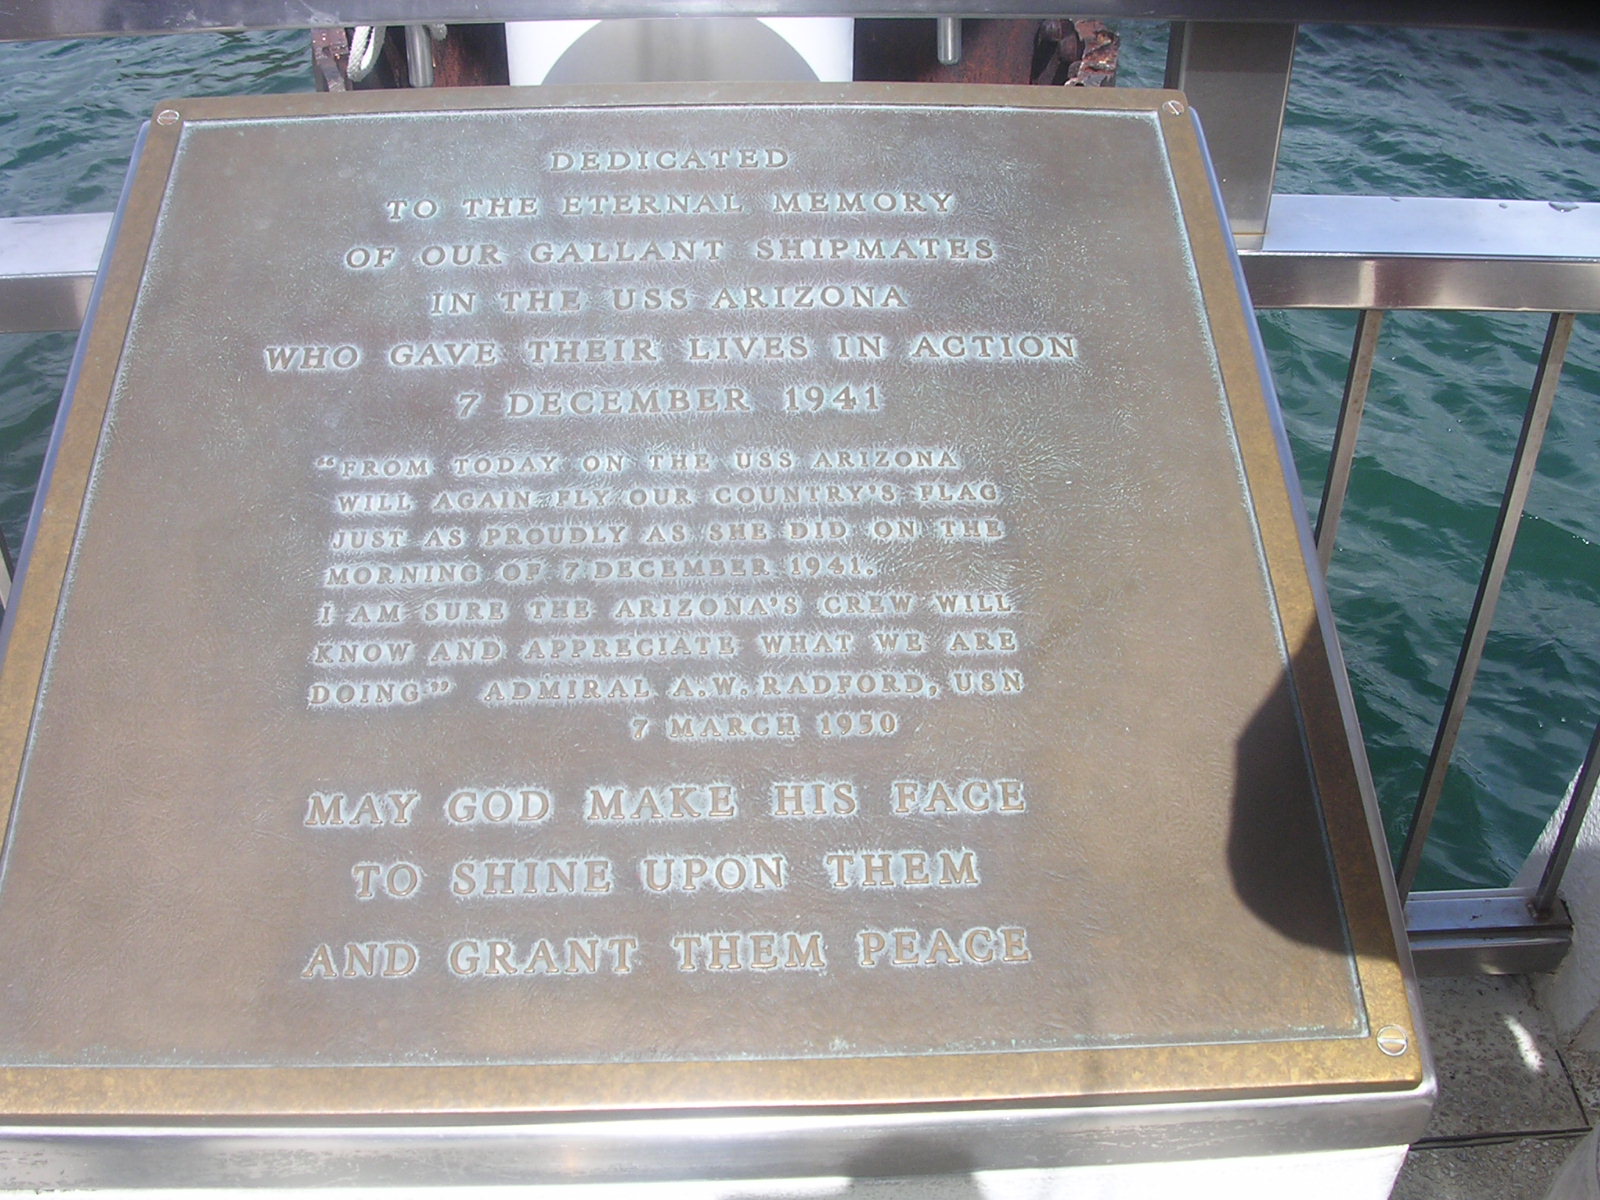 DEDICATED
TO THE ETERNAL MEMORY
OF OUR GALLANT SHIPMATES
IN THE USS ARIZONA
WHO GAVE THEIR LIVES IN ACTION
7 DECEMBER 1941
"FROM TODAY ON THE USS ARIZONA
WILL AGAIN FLY OUR COUNTRY'S FLAG
JUST AS PROUDLY AS SHE DID ON THE
MORNING OF 7 DECEMBER 1941.
I AM SURE THE ARIZONA'S CREW WILL
KNOW AND APPRECIATE WHAT WE ARE
DOING." ADMIRAL A.W. RADFORD, USN
7 MARCH 1950
MAY GOD MAKE HIS FACE
TO SHINE UPON THEM
AND GRANT THEM PEACE